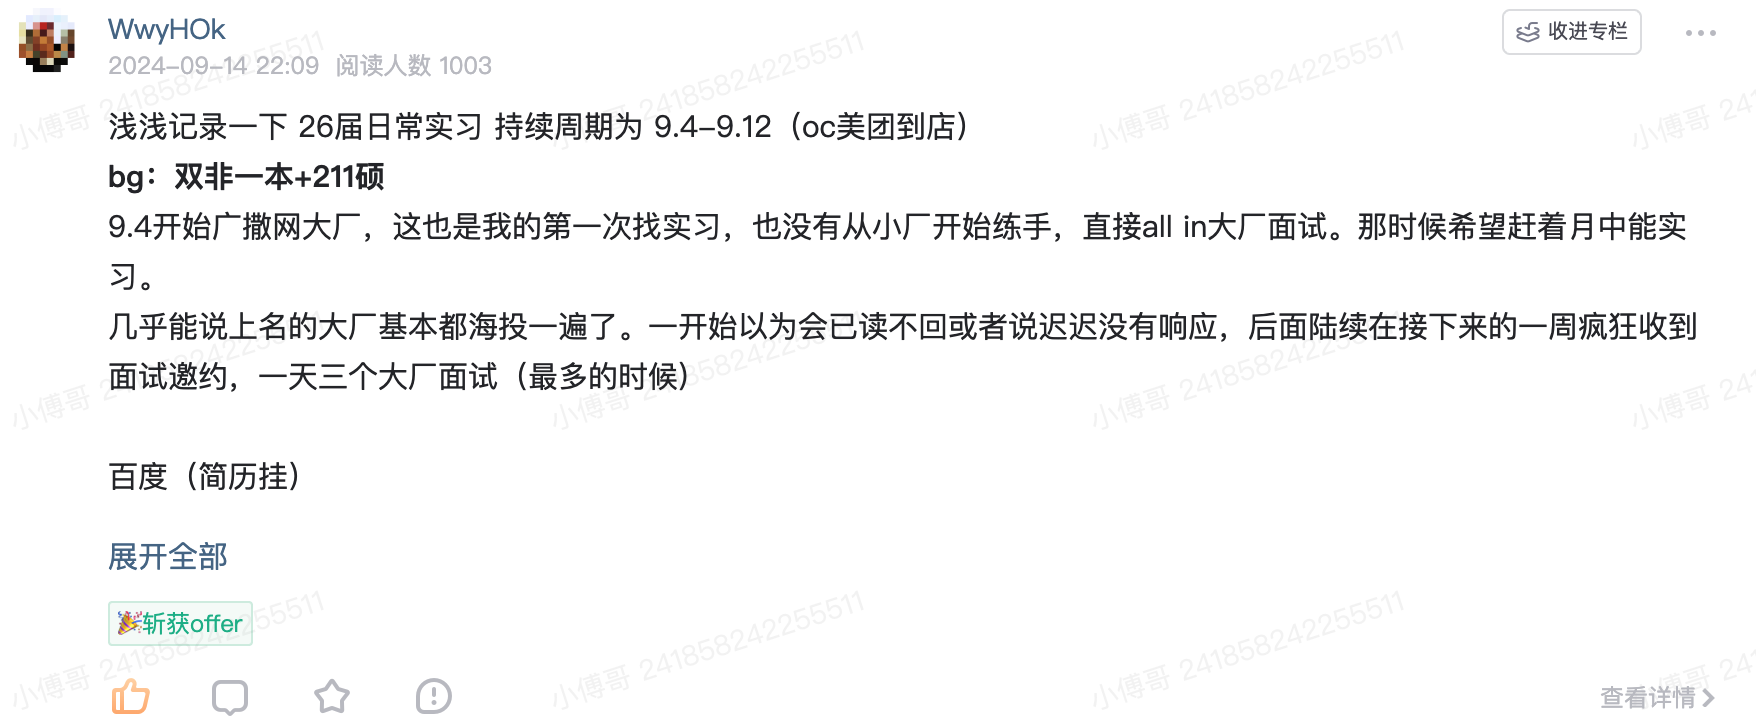 WwyHOk
收进专栏
2024-09-14 22:09 阅读人数 1003
浅浅记录一下 26届日常实习 持续周期为 9.4-9.12（oc美团到店）
bg：双非一本+211硕
9.4开始广撒网大厂，这也是我的第一次找实习，也没有从小厂开始练手，直接all in大厂面试。那时候希望赶着月中能实
习。
几乎能说上名的大厂基本都海投一遍了。一开始以为会已读不回或者说迟迟没有响应，后面陆续在接下来的一周疯狂收到
面试邀约，一天三个大厂面试（最多的时候）
百度（简历挂）
展开全部
🎉斩获offer
查看详情
小傅哥 241858242255511